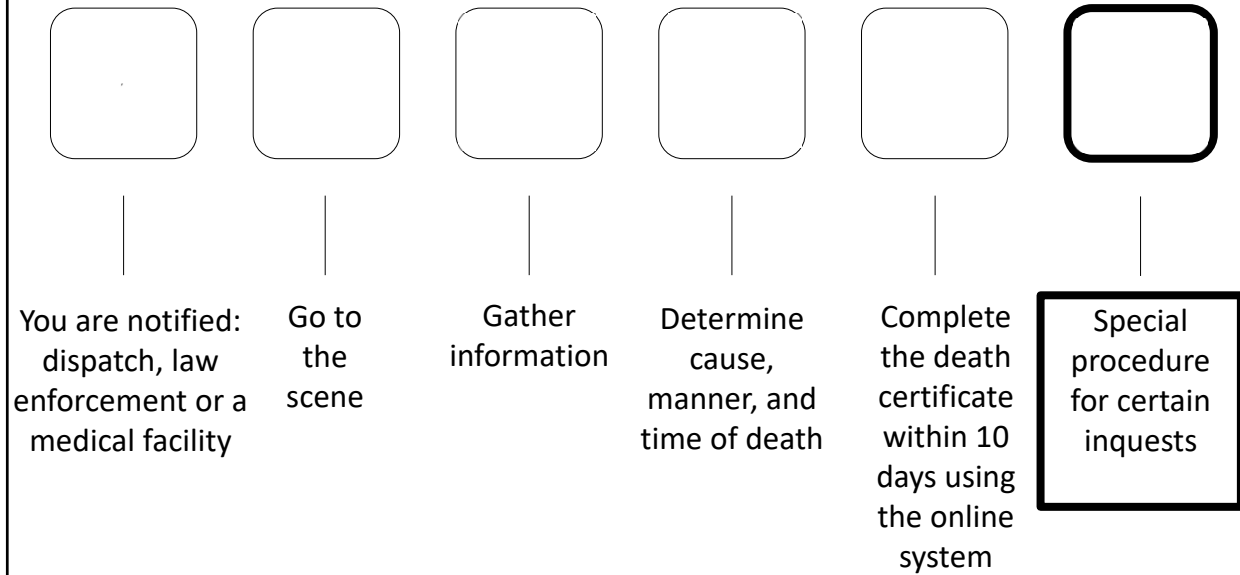 You are notified:
dispatch, law
enforcement or a
medical facility
Go to
the
scene
Gather
information
Determine
cause,
manner, and
time of death
Complete
the death
certificate
within 10
days using
the online
system
Special
procedure
for certain
inquests